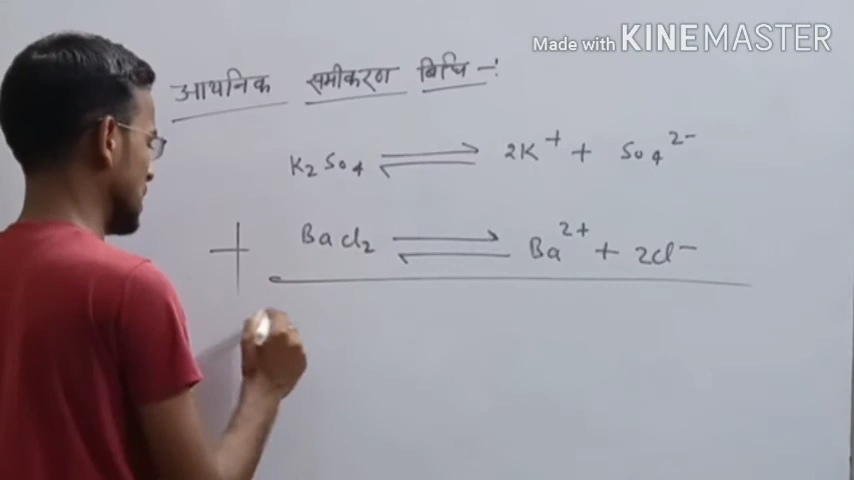 Made with KINEMASTER
आयनिक समीकरण विधि -:
K₂SO₄ ⇌ 2K⁺ + SO₄²⁻
+ BaCl₂ ⇌ Ba²⁺ + 2Cl⁻